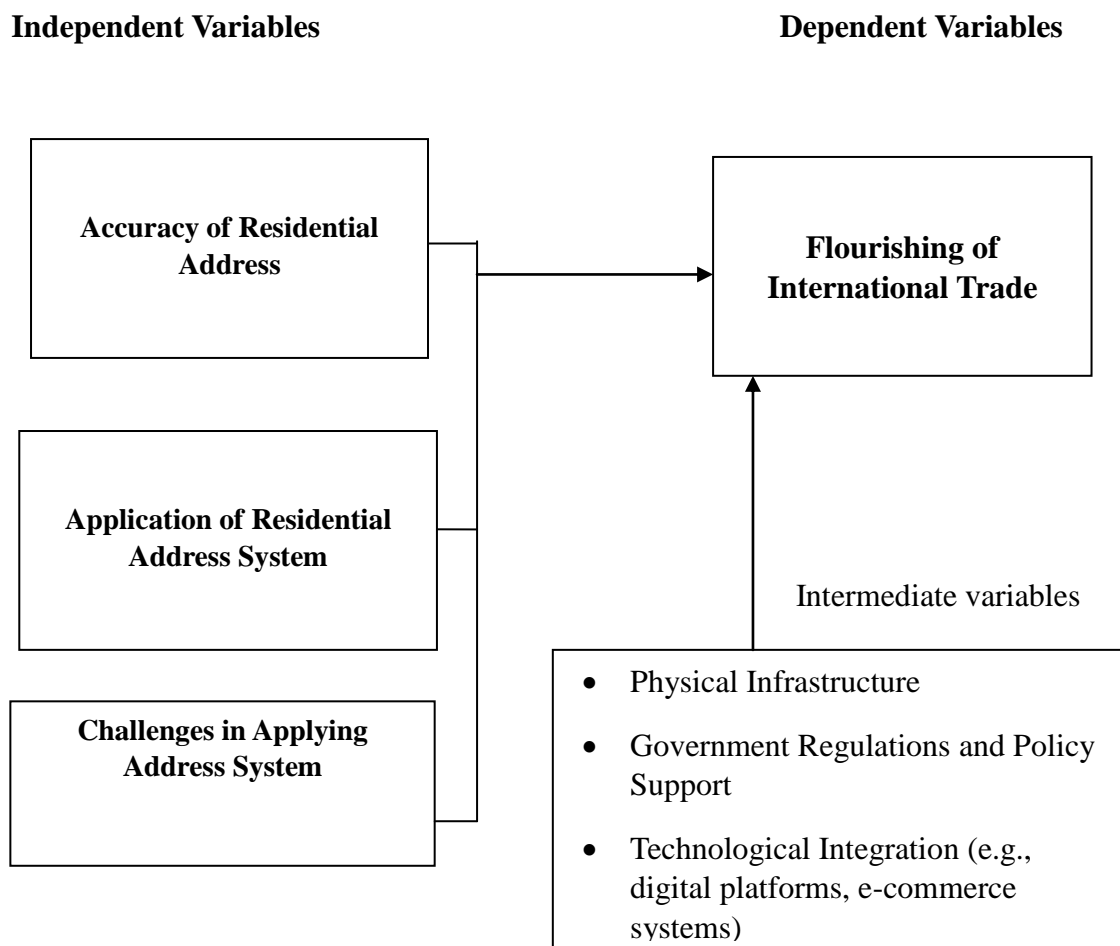 Independent Variables
Dependent Variables
Accuracy of Residential
Address
Flourishing of
International Trade
Application of Residential
Address System
Intermediate variables
Challenges in Applying
Address System
• Physical Infrastructure
• Government Regulations and Policy
Support
• Technological Integration (e.g.,
digital platforms, e-commerce
systems)